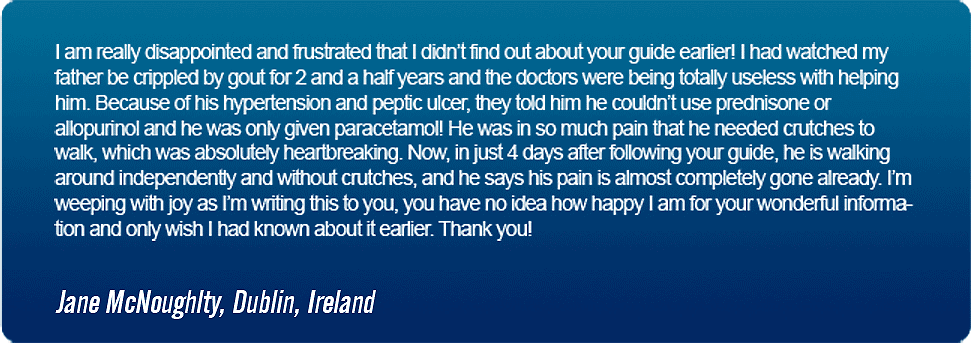 I am really disappointed and frustrated that I didn't find out about your guide earlier! I had watched my
father be crippled by gout for 2 and a half years and the doctors were being totally useless with helping
him. Because of his hypertension and peptic ulcer, they told him he couldn't use prednisone or
allopurinol and he was only given paracetamol! He was in so much pain that he needed crutches to
walk, which was absolutely heartbreaking. Now, in just 4 days after following your guide, he is walking
around independently and without crutches, and he says his pain is almost completely gone already. I'm
weeping with joy as I'm writing this to you, you have no idea how happy I am for your wonderful informa-
tion and only wish I had known about it earlier. Thank you!
Jane McNoughlty, Dublin, Ireland